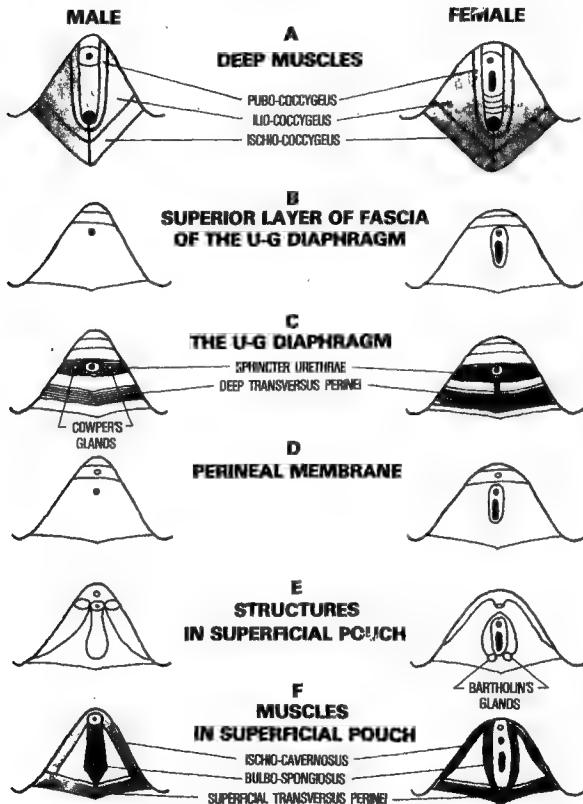 MALE
FEMALE
A
DEEP MUSCLES
PUBO-COCCYGEUS
ILIO-COCCYGEUS
ISCHIO-COCCYGEUS
B
SUPERIOR LAYER OF FASCIA
OF THE U-G DIAPHRAGM
C
THE U-G DIAPHRAGM
SPHINCTER URETHRAE
DEEP TRANSVERSUS PERINEI
COWPER'S
GLANDS
D
PERINEAL MEMBRANE
E
STRUCTURES
IN SUPERFICIAL POUCH
BARTHOLIN'S
GLANDS
F
MUSCLES
IN SUPERFICIAL POUCH
ISCHIO-CAVERNOSUS
BULBO-SPONGIOSUS
SUPERFICIAL TRANSVERSUS PERINEI